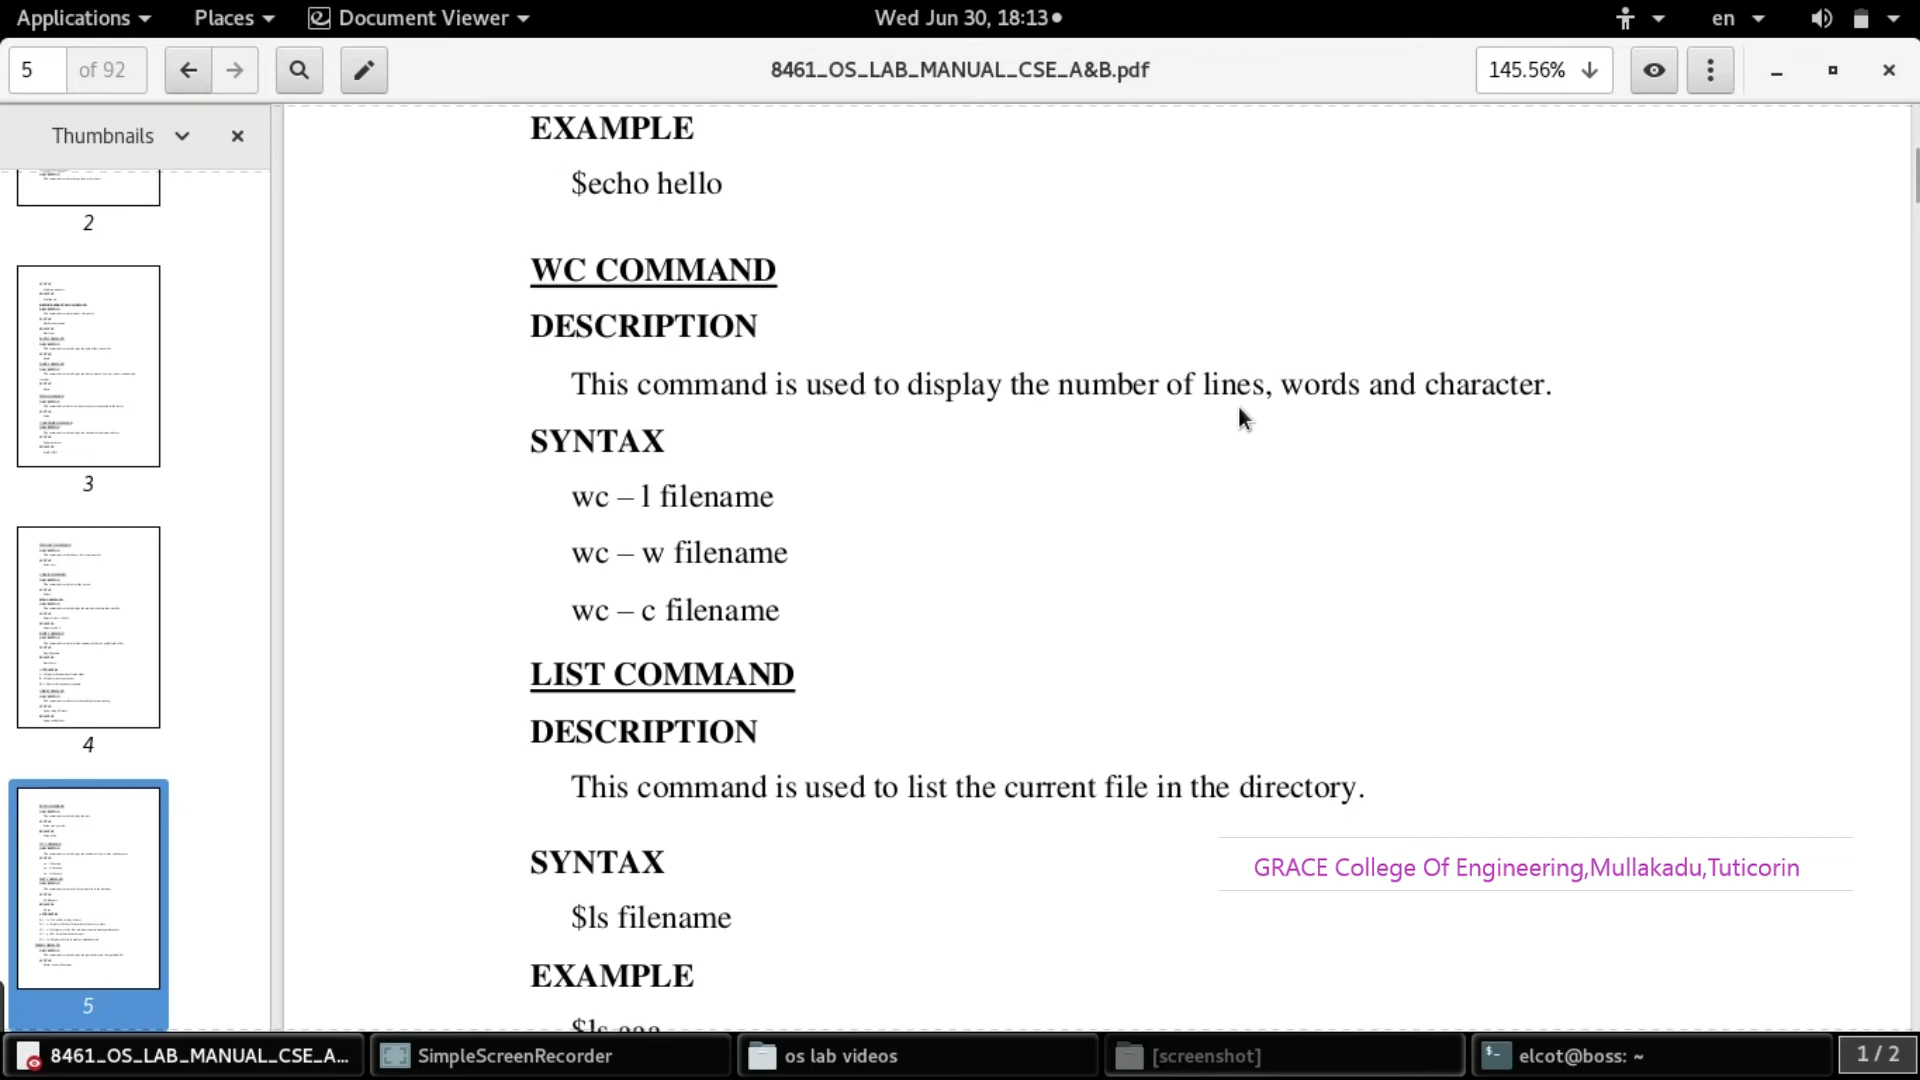 Applications Places Document Viewer Wed Jun 30, 18:13 en
5 of 92 8461_OS_LAB_MANUAL_CSE_A&B.pdf 145.56%
Thumbnails
2
3
4
5
EXAMPLE
$echo hello
WC COMMAND
DESCRIPTION
This command is used to display the number of lines, words and character.
SYNTAX
wc – l filename
wc – w filename
wc – c filename
LIST COMMAND
DESCRIPTION
This command is used to list the current file in the directory.
SYNTAX
$ls filename
EXAMPLE
GRACE College Of Engineering,Mullakadu,Tuticorin
8461_OS_LAB_MANUAL_CSE_A... SimpleScreenRecorder os lab videos [screenshot] elcot@boss: ~ 1 / 2